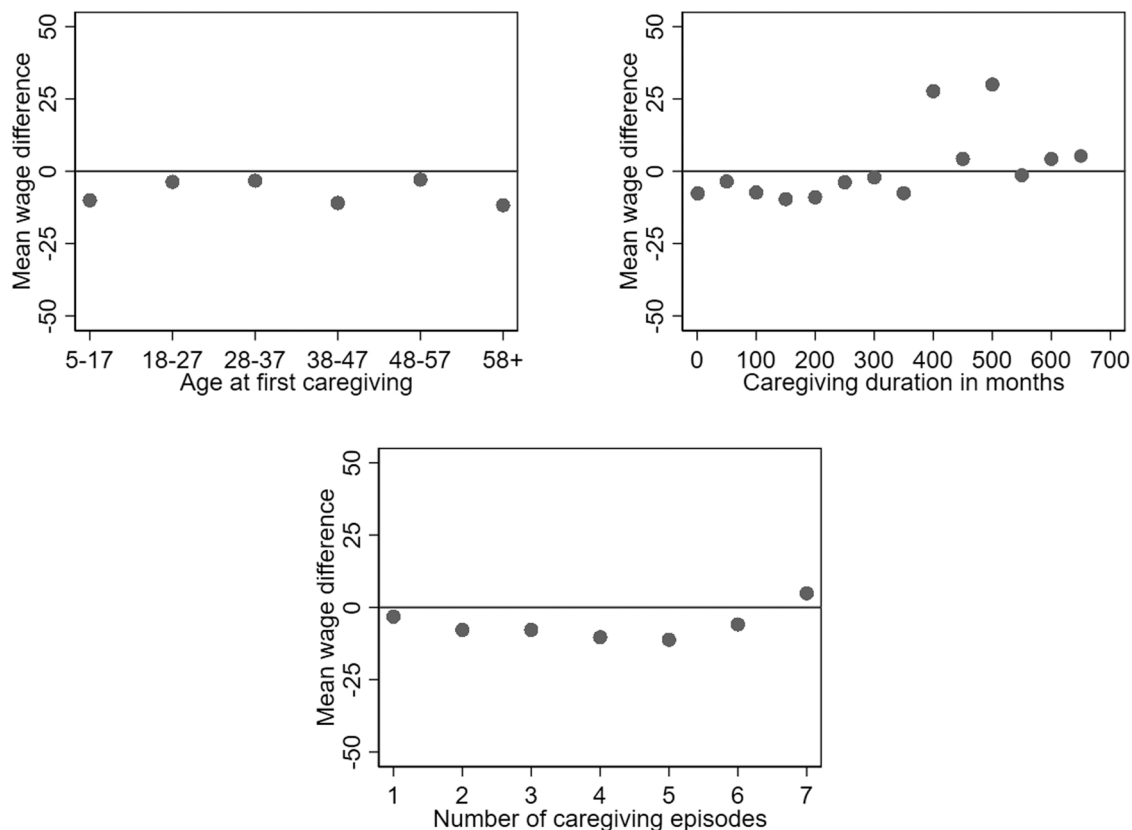 Mean wage difference
50
25
0
-25
-50
5-17 18-27 28-37 38-47 48-57 58+
Age at first caregiving
Mean wage difference
50
25
0
-25
-50
0 100 200 300 400 500 600 700
Caregiving duration in months
Mean wage difference
50
25
0
-25
-50
1 2 3 4 5 6 7
Number of caregiving episodes